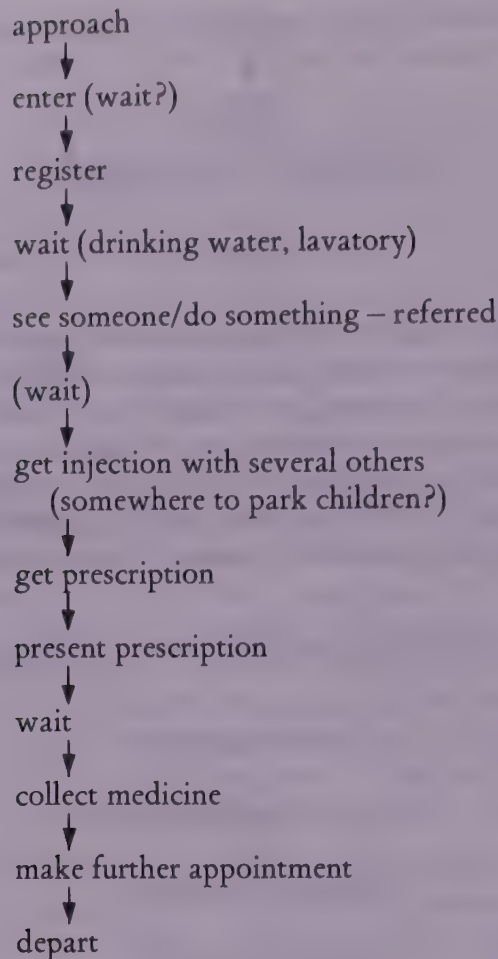 approach
enter (wait?)
register
wait (drinking water, lavatory)
see someone/do something – referred
(wait)
get injection with several others
(somewhere to park children?)
get prescription
present prescription
wait
collect medicine
make further appointment
depart